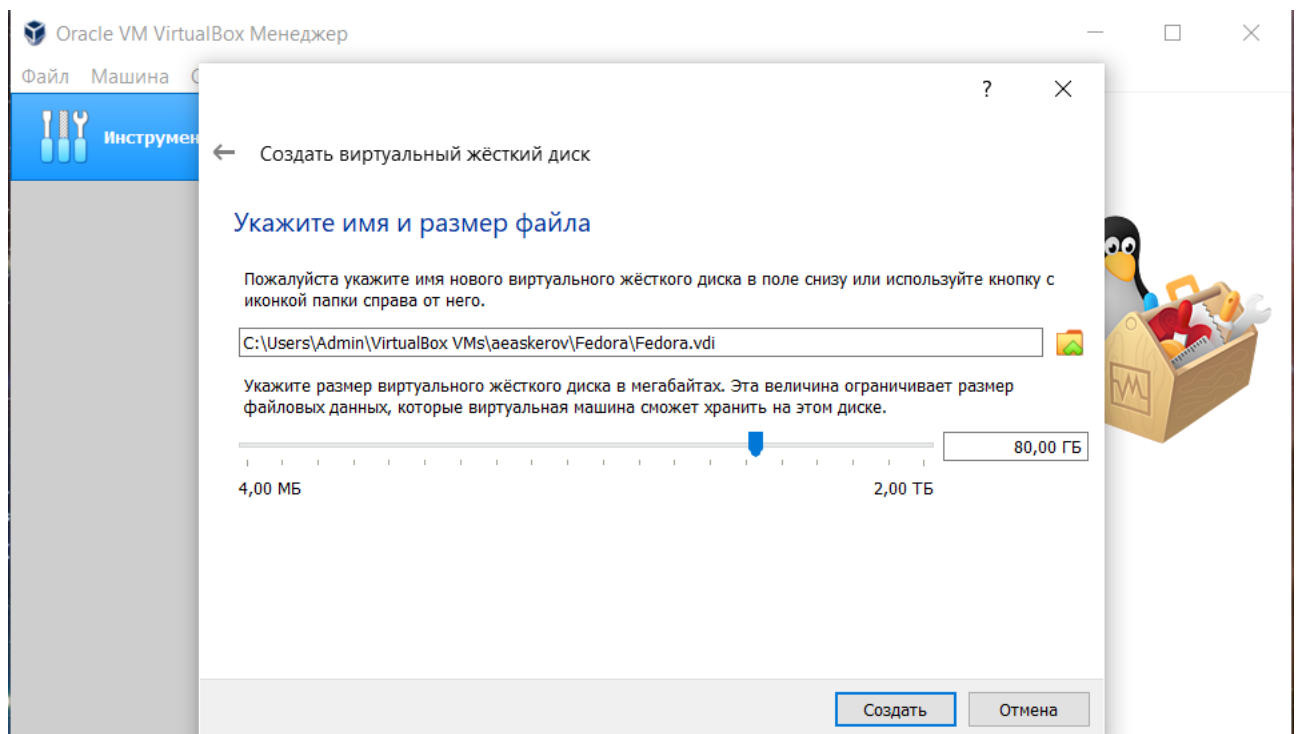 Oracle VM VirtualBox Менеджер
Файл Машина
Инструмен
?
Создать виртуальный жёсткий диск
Укажите имя и размер файла
Пожалуйста укажите имя нового виртуального жёсткого диска в поле снизу или используйте кнопку с
иконкой папки справа от него.
C:\Users\Admin\VirtualBox VMs\aeaskerov\Fedora\Fedora.vdi
Укажите размер виртуального жёсткого диска в мегабайтах. Эта величина ограничивает размер
файловых данных, которые виртуальная машина сможет хранить на этом диске.
80,00 ГБ
4,00 МБ 2,00 ТБ
Создать Отмена